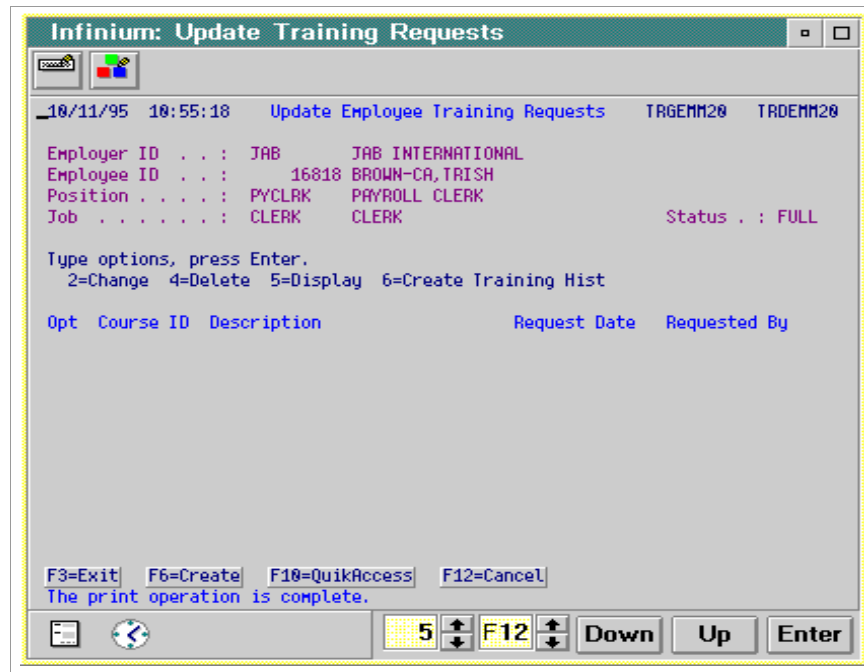 Infinium: Update Training Requests
10/11/95 10:55:18 Update Employee Training Requests TRGEMM20 TRDEMM20
Employer ID . . : JAB JAB INTERNATIONAL
Employee ID . . : 16818 BROWN-CA,TRISH
Position . . . . : PYCLRK PAYROLL CLERK
Job . . . . . . : CLERK CLERK Status . : FULL
Type options, press Enter.
2=Change 4=Delete 5=Display 6=Create Training Hist
Opt Course ID Description Request Date Requested By
F3=Exit F6=Create F10=QuikAccess F12=Cancel
The print operation is complete.
5 F12 Down Up Enter